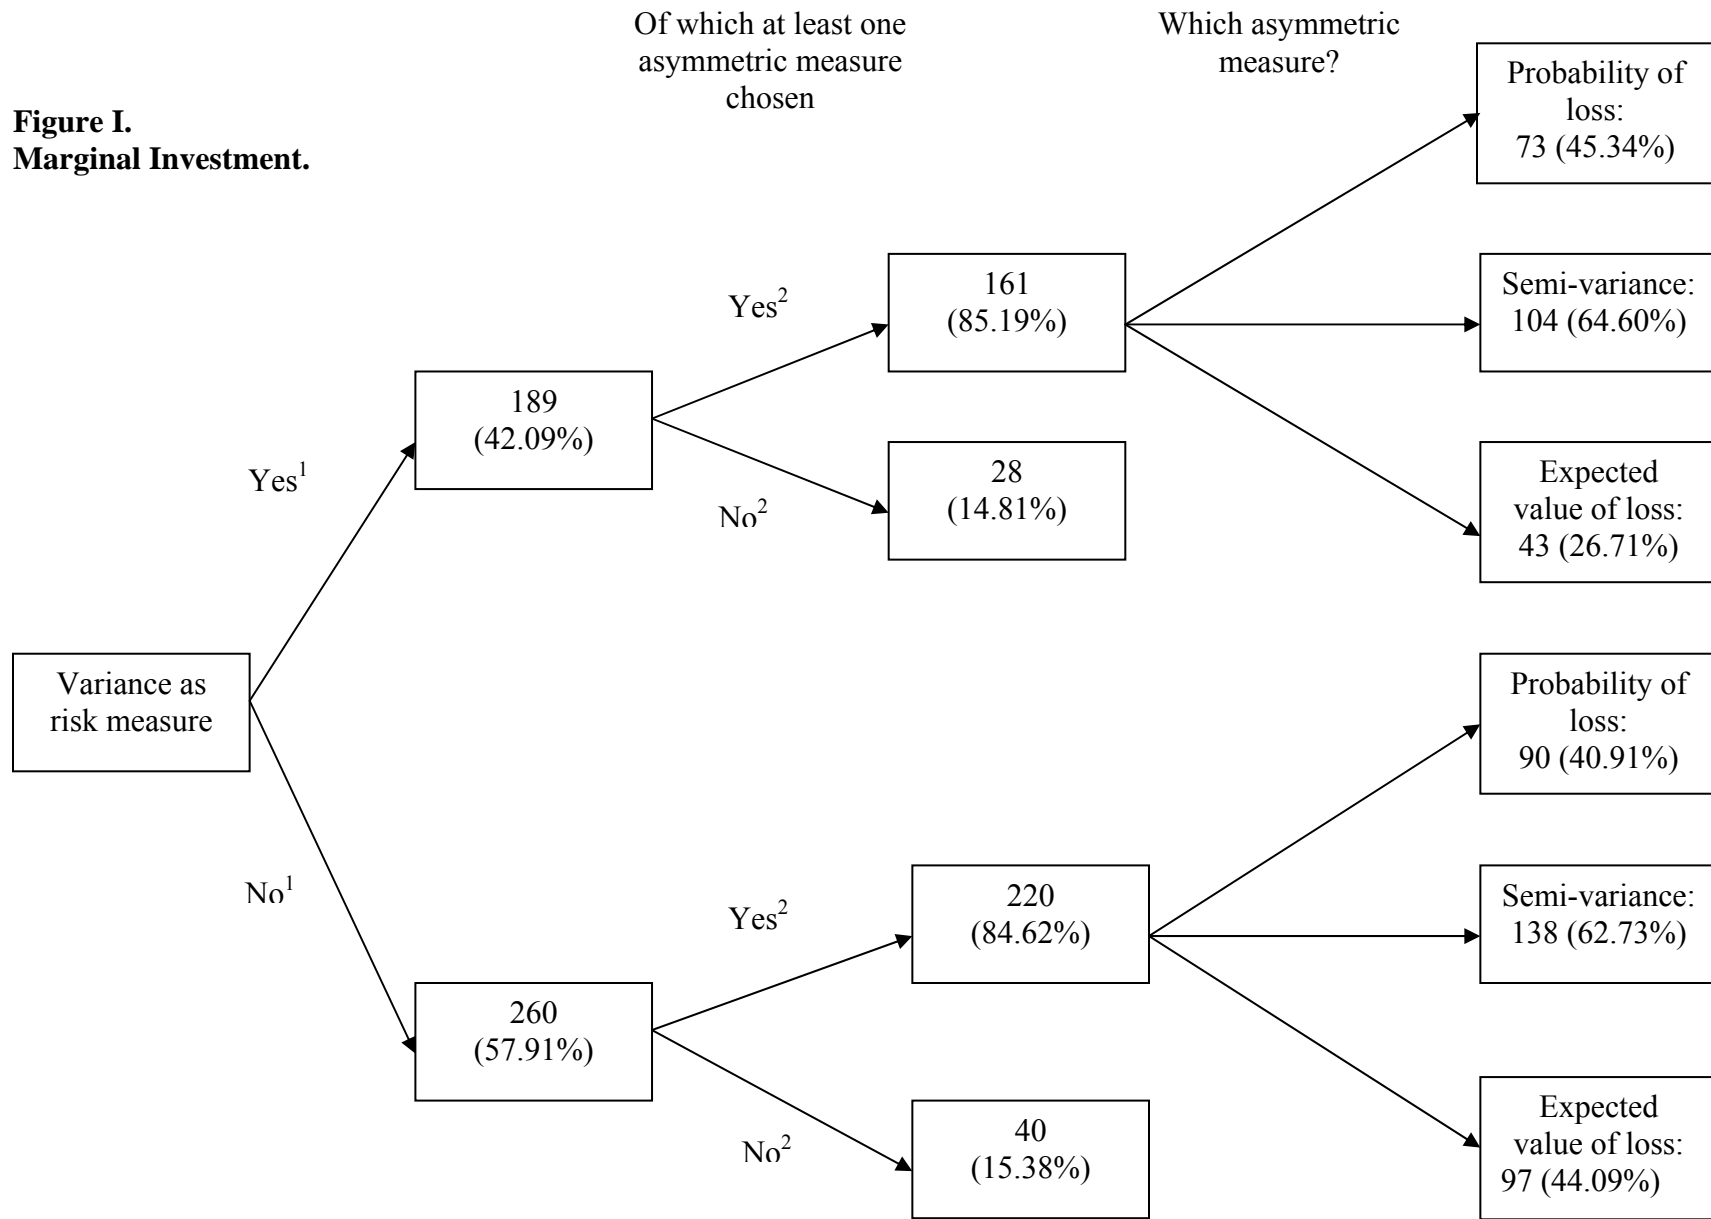 Of which at least one
asymmetric measure
chosen
Which asymmetric
measure?
Figure I.
Marginal Investment.
Probability of
loss:
73 (45.34%)
Yes²
161
(85.19%)
Semi-variance:
104 (64.60%)
189
(42.09%)
Yes¹
No²
28
(14.81%)
Expected
value of loss:
43 (26.71%)
Variance as
risk measure
Probability of
loss:
90 (40.91%)
No¹
Yes²
220
(84.62%)
Semi-variance:
138 (62.73%)
260
(57.91%)
No²
40
(15.38%)
Expected
value of loss:
97 (44.09%)